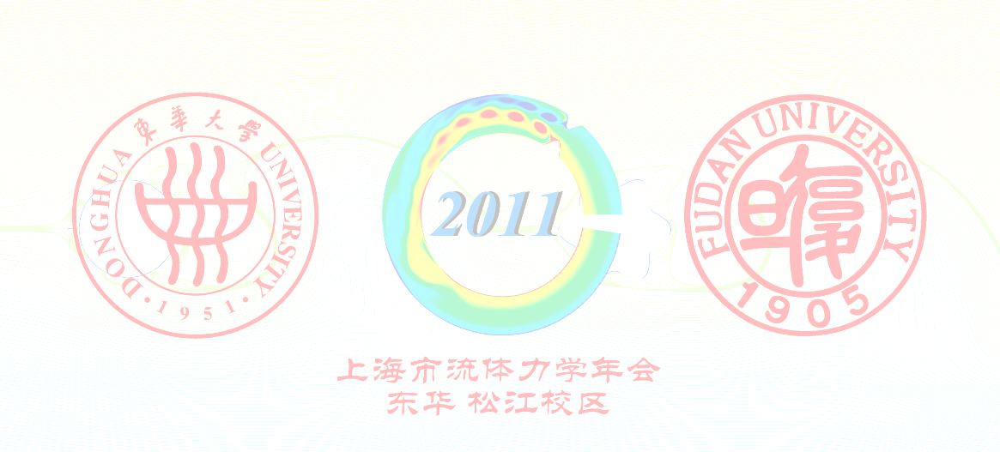 東華大學
DONGHUA UNIVERSITY
1951
2011
FUDAN UNIVERSITY
1905
上海市流体力学年会
东华 松江校区